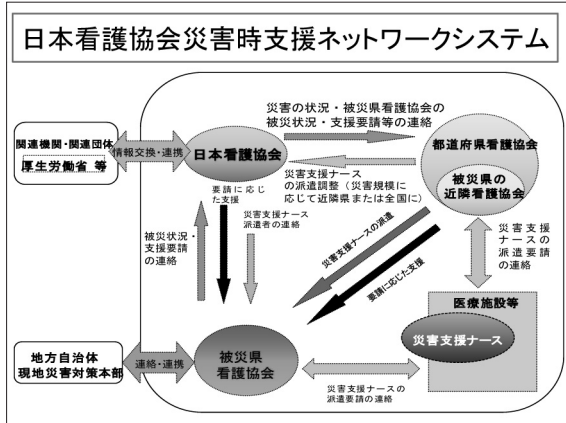 日本看護協会災害時支援ネットワークシステム
災害の状況・被災県看護協会の
被災状況・支援要請等の連絡
関連機関・関連団体
厚生労働省 等
情報交換・連携
日本看護協会
都道府県看護協会
被災県の
近隣看護協会
災害支援ナース
の派遣調整（災害規模に
応じて近隣県または全国に）
要請に応じ
た支援
災害支援ナース
派遣者の連絡
被災状況・
支援要請
の連絡
災害支援ナースの派遣
要請に応じた支援
災害支援
ナースの
派遣要請
の連絡
医療施設等
災害支援ナース
地方自治体
現地災害対策本部
連絡・連携
被災県
看護協会
災害支援ナースの
派遣要請の連絡